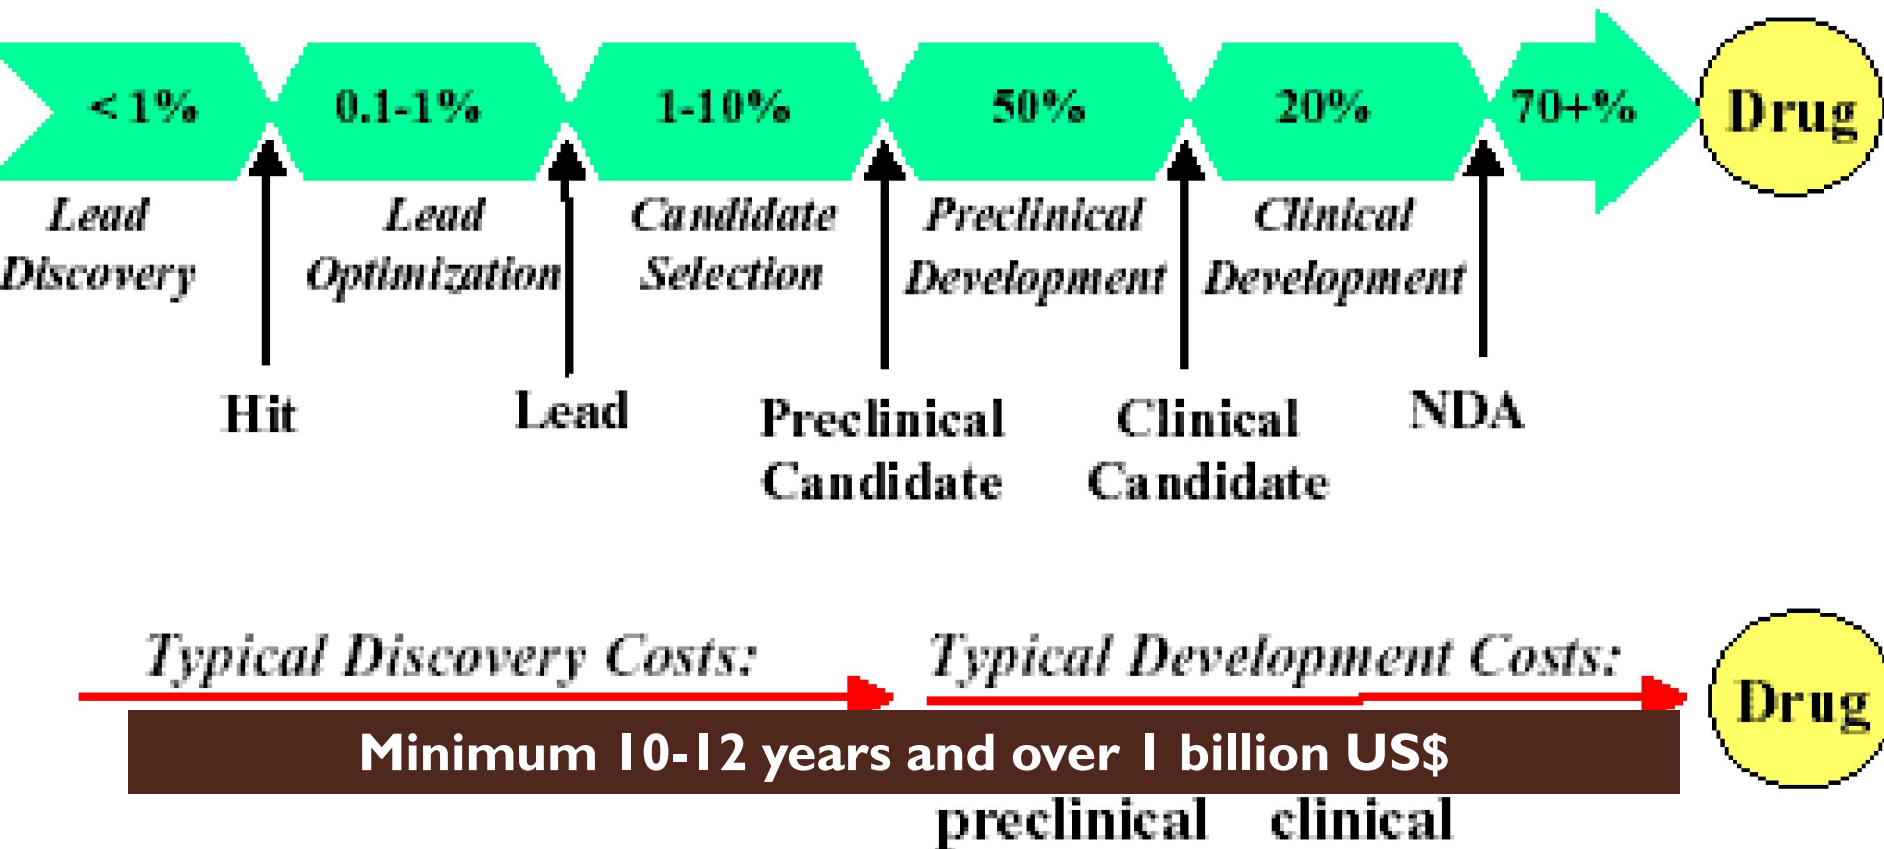 < 1%
0.1-1%
1-10%
50%
20%
70+%
Drug
Lead
Discovery
Lead
Optimization
Candidate
Selection
Preclinical
Development
Clinical
Development
Hit
Lead
Preclinical
Candidate
Clinical
Candidate
NDA
Typical Discovery Costs:
Typical Development Costs:
Drug
Minimum 10-12 years and over 1 billion US$
preclinical clinical